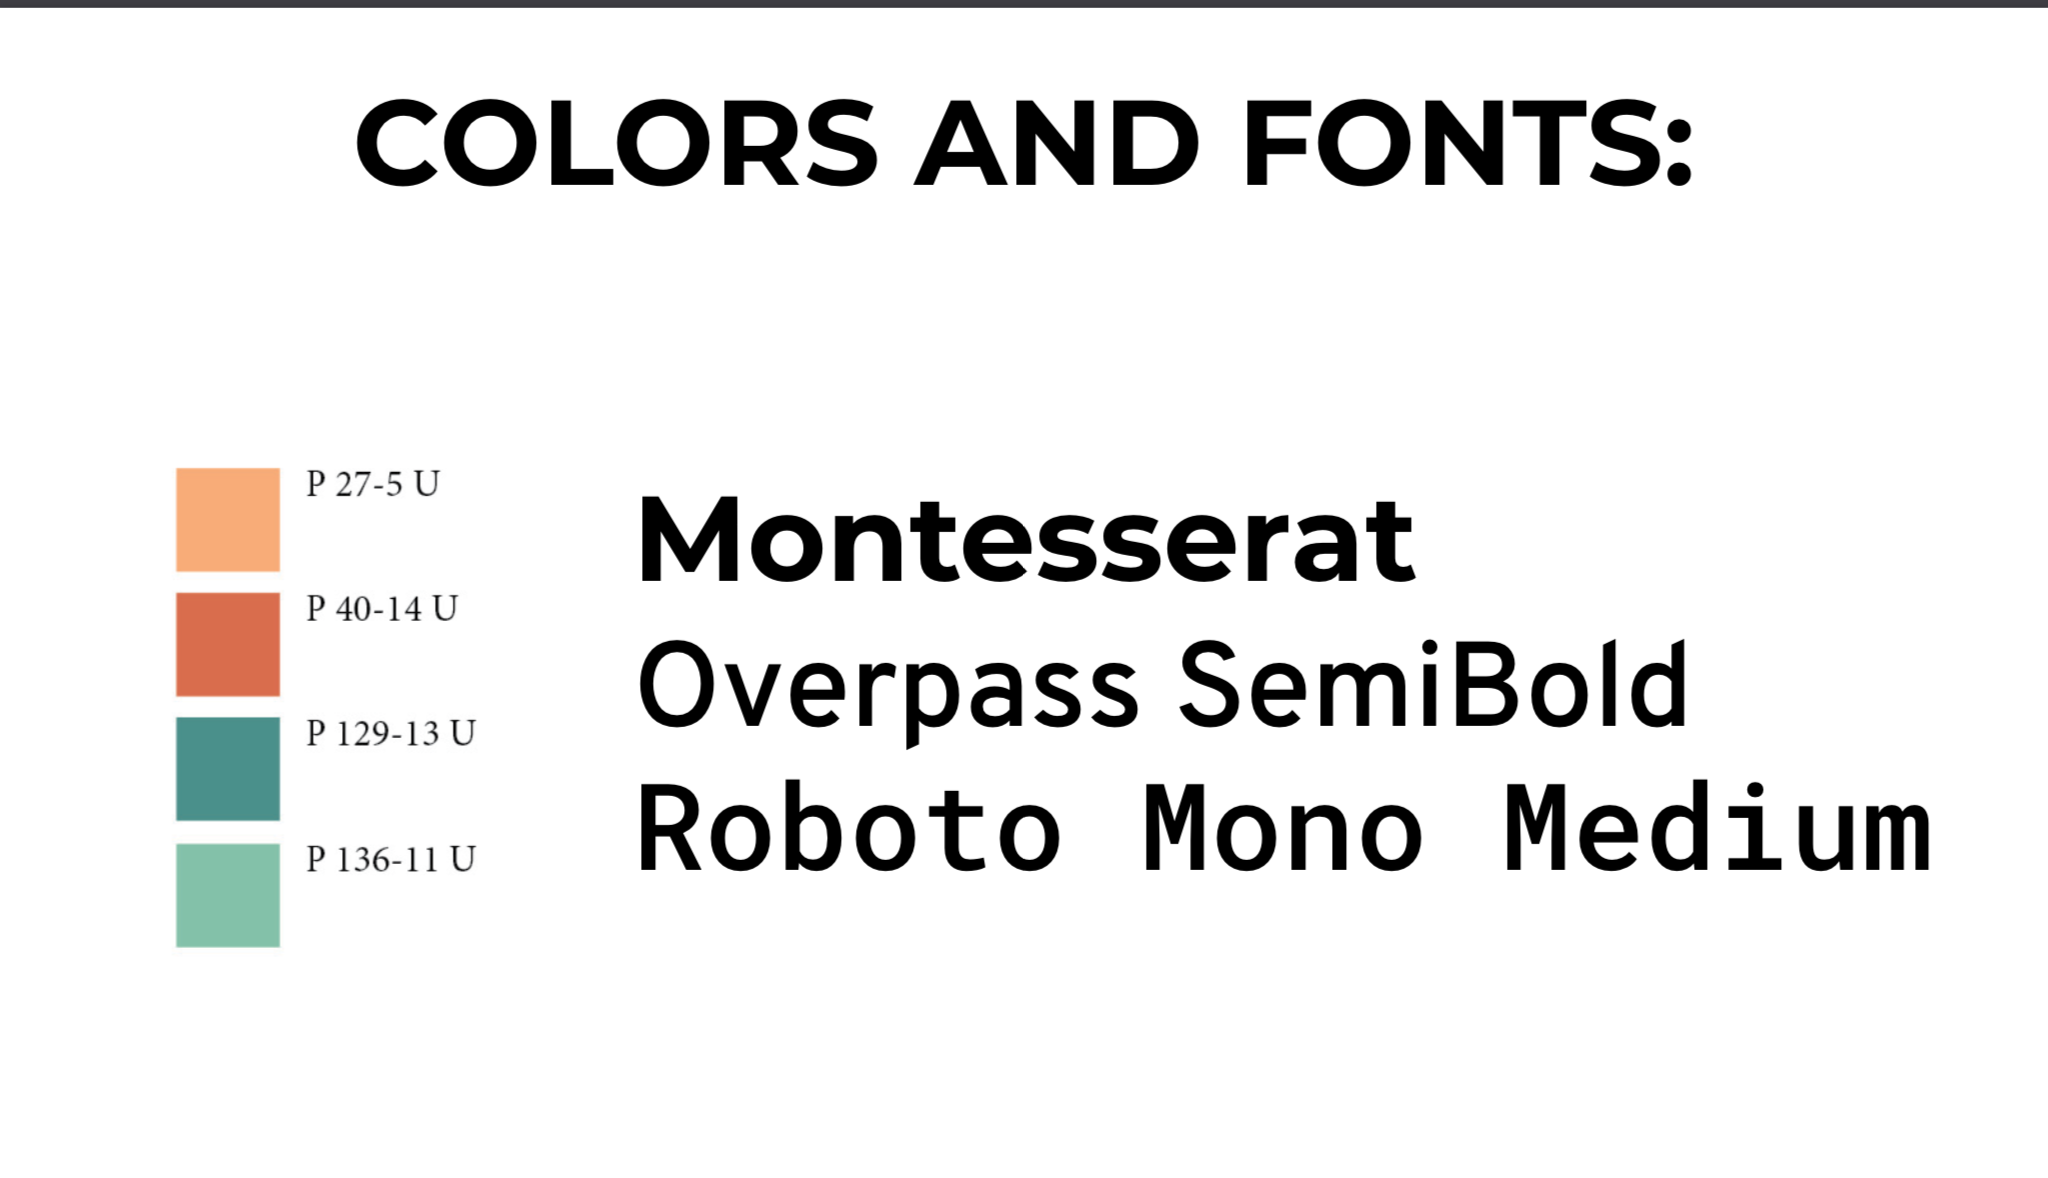 COLORS AND FONTS:
P 27-5 U
P 40-14 U
P 129-13 U
P 136-11 U
Montesserat
Overpass SemiBold
Roboto Mono Medium